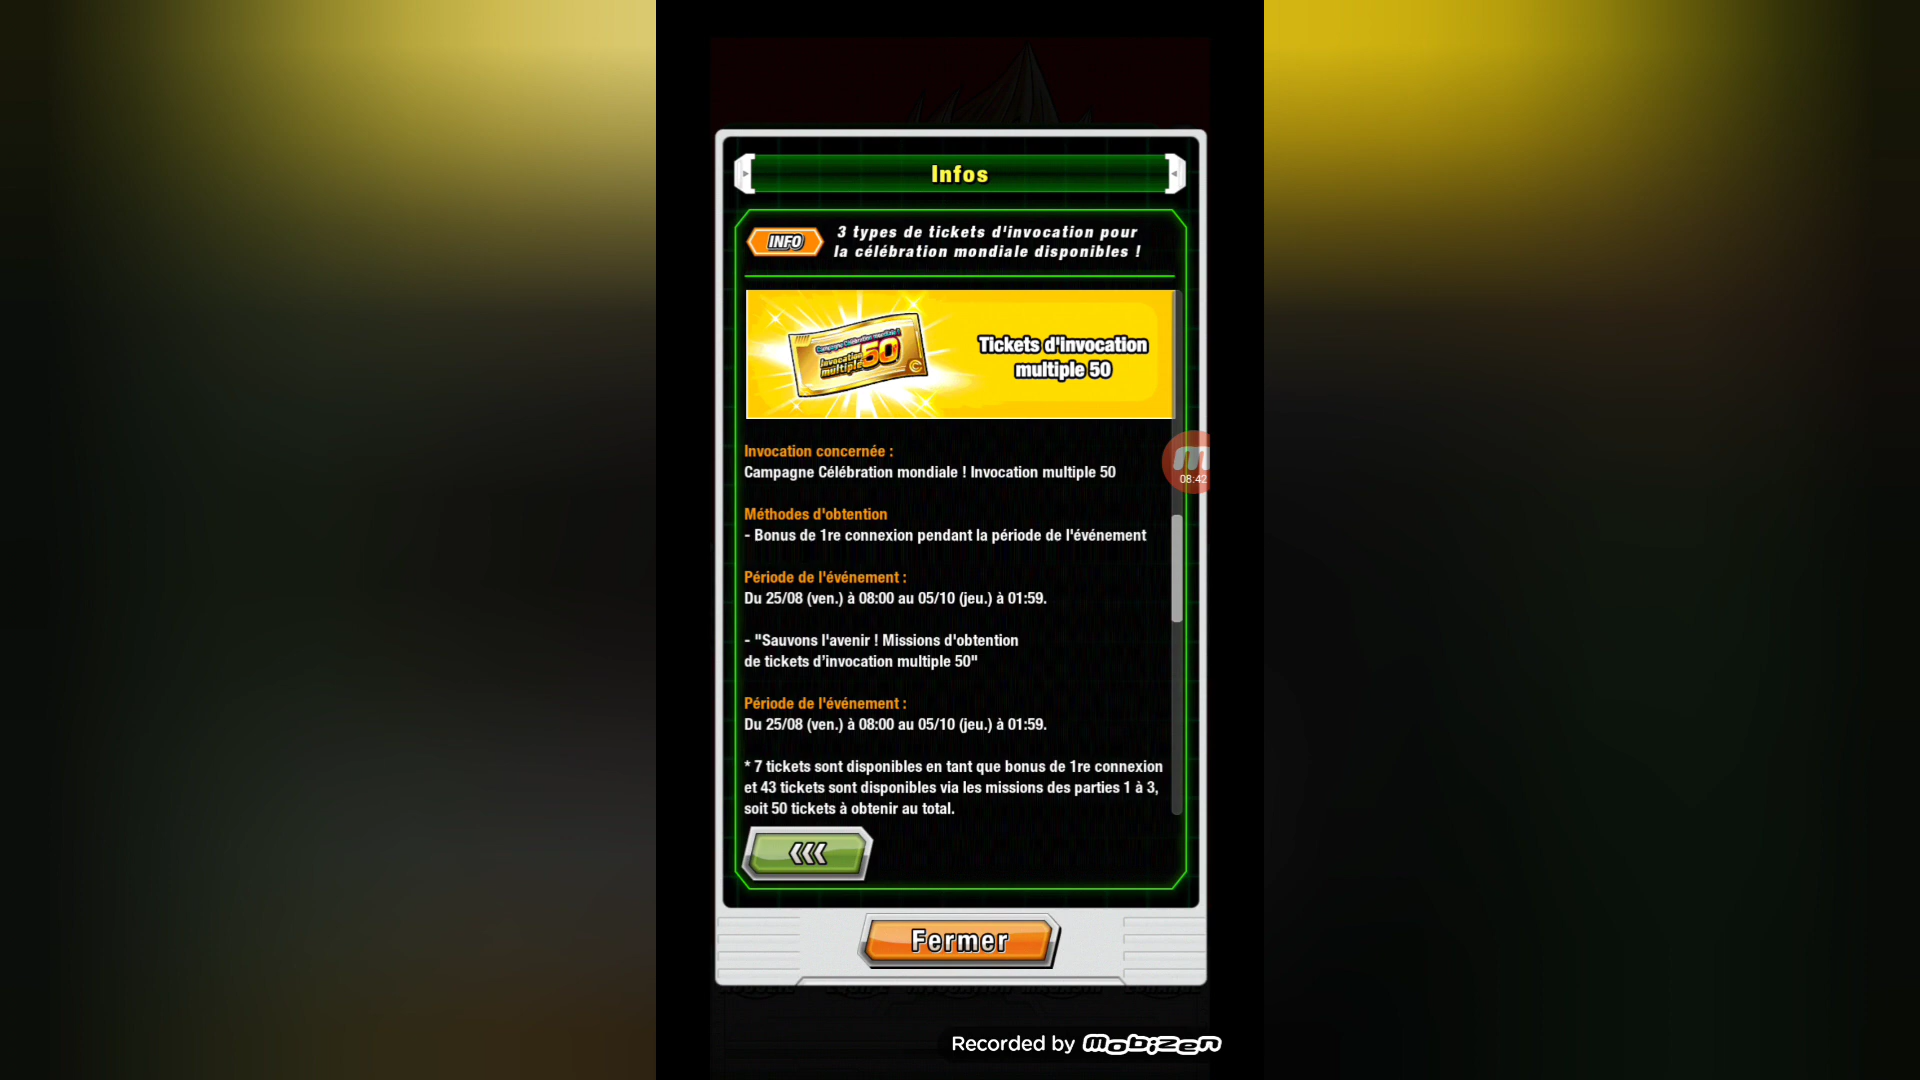 Infos
INFO
3 types de tickets d'invocation pour
la célébration mondiale disponibles !
Campagne Célébration mondiale !
Invocation
multiple 50
Tickets d'invocation
multiple 50
Invocation concernée :
Campagne Célébration mondiale ! Invocation multiple 50
Méthodes d'obtention
- Bonus de 1re connexion pendant la période de l'événement
Période de l'événement :
Du 25/08 (ven.) à 08:00 au 05/10 (jeu.) à 01:59.
- "Sauvons l'avenir ! Missions d'obtention
de tickets d'invocation multiple 50"
Période de l'événement :
Du 25/08 (ven.) à 08:00 au 05/10 (jeu.) à 01:59.
* 7 tickets sont disponibles en tant que bonus de 1re connexion
et 43 tickets sont disponibles via les missions des parties 1 à 3,
soit 50 tickets à obtenir au total.
08:42
Fermer
Recorded by Mobizen